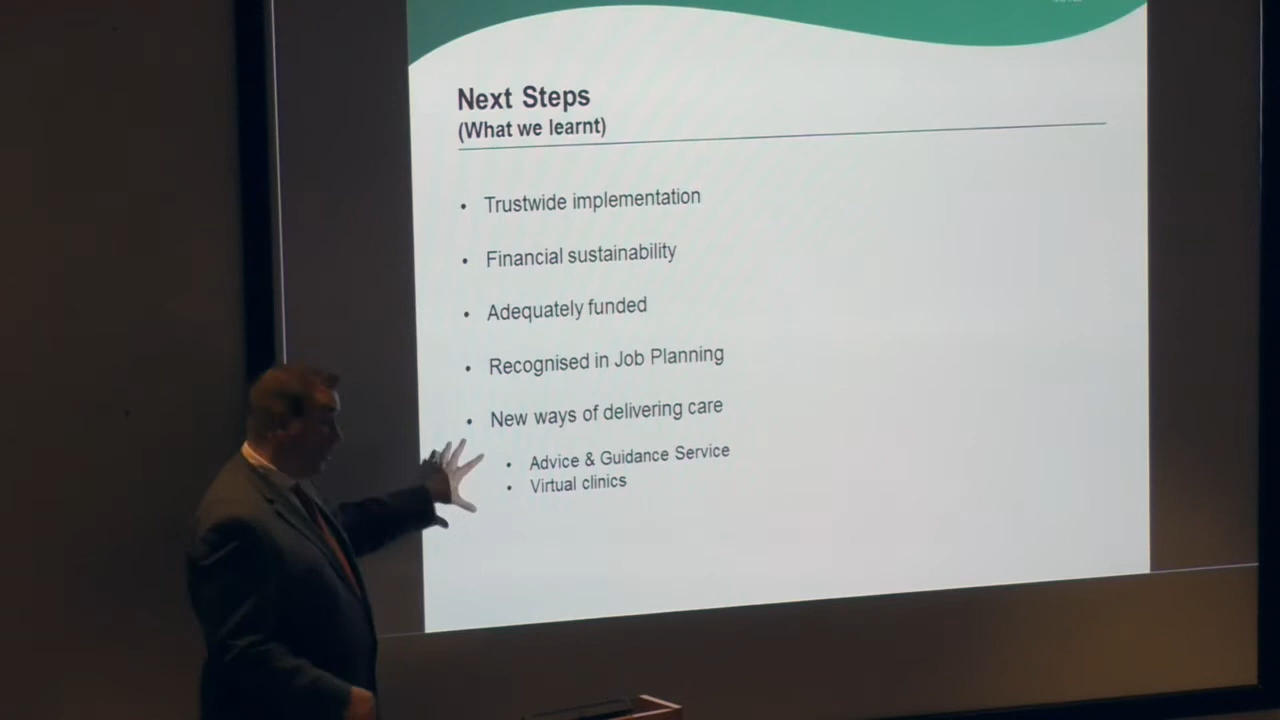 Next Steps
(What we learnt)
• Trustwide implementation
• Financial sustainability
• Adequately funded
• Recognised in Job Planning
• New ways of delivering care
• Advice & Guidance Service
• Virtual clinics